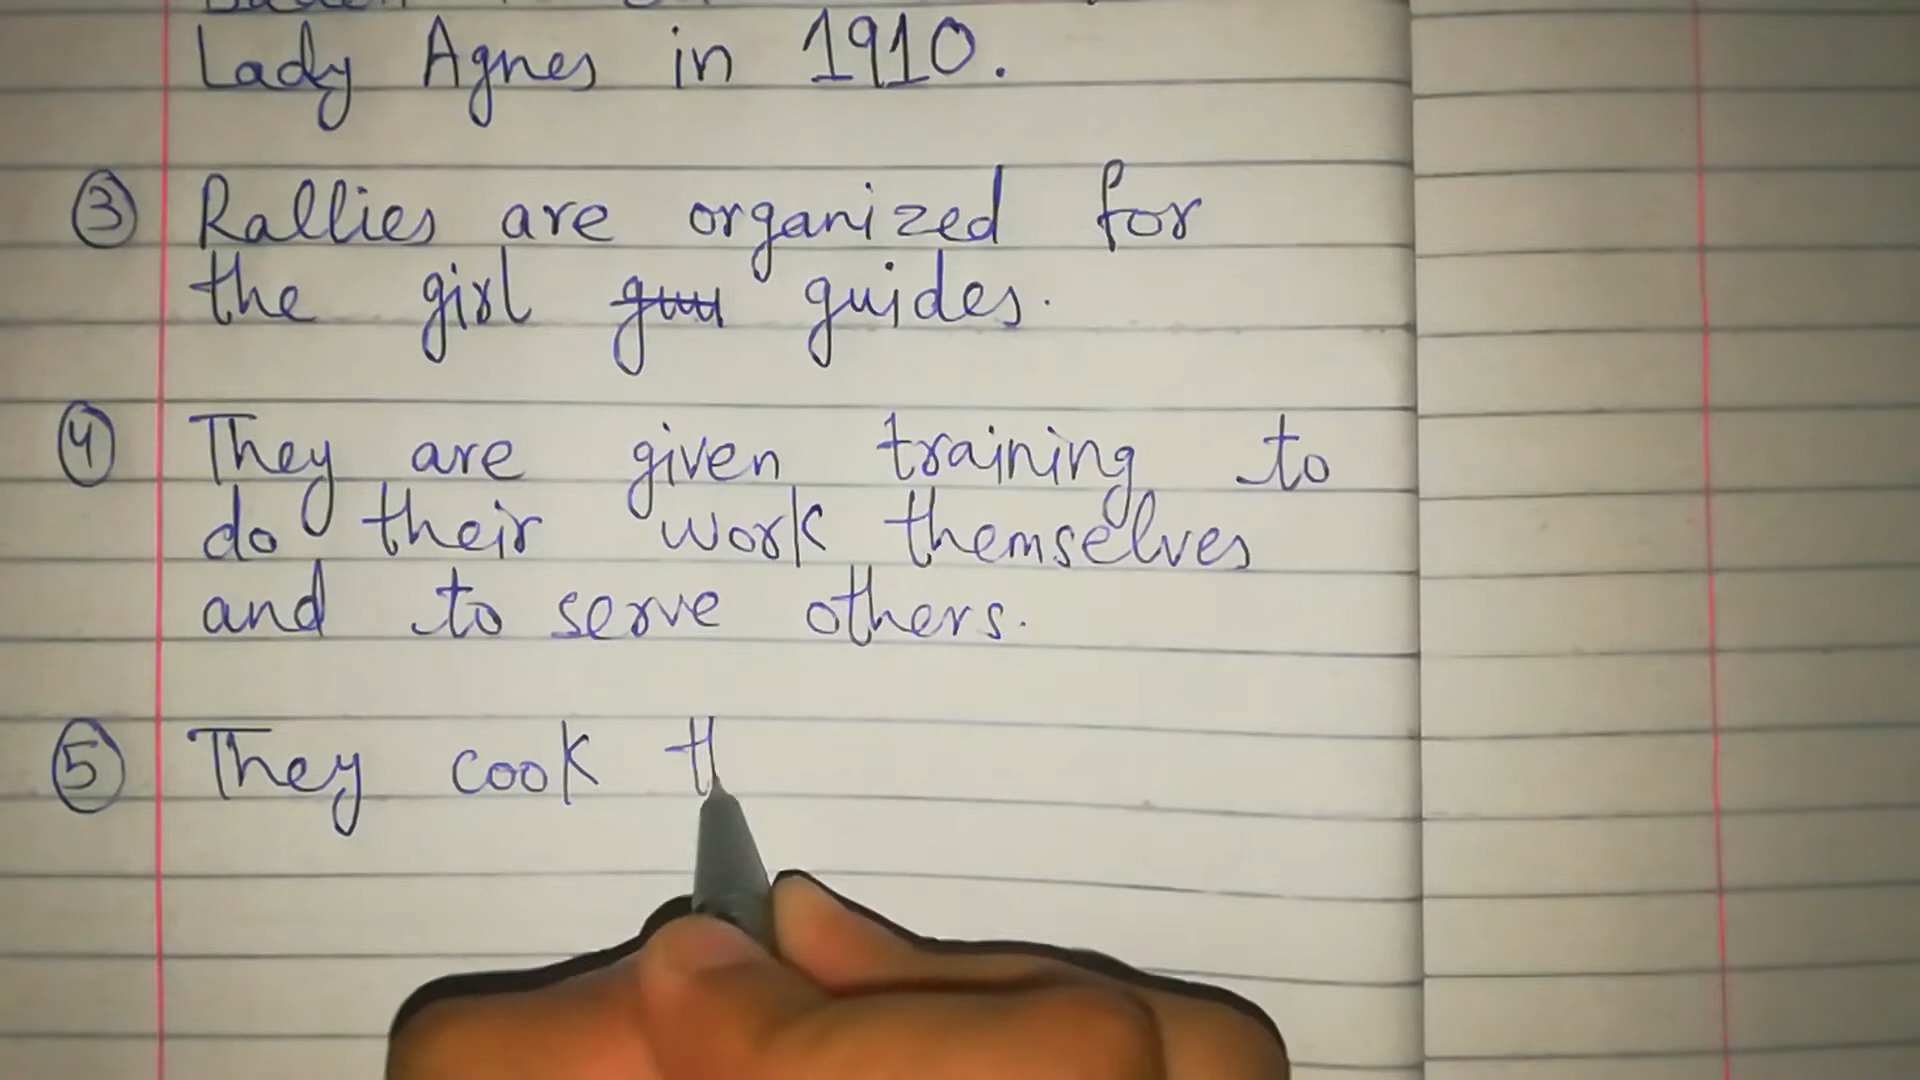 Lady Agnes in 1910.
3 Rallies are organized for
the girl guides.
4 They are given training to
do their work themselves
and to serve others.
5 They cook